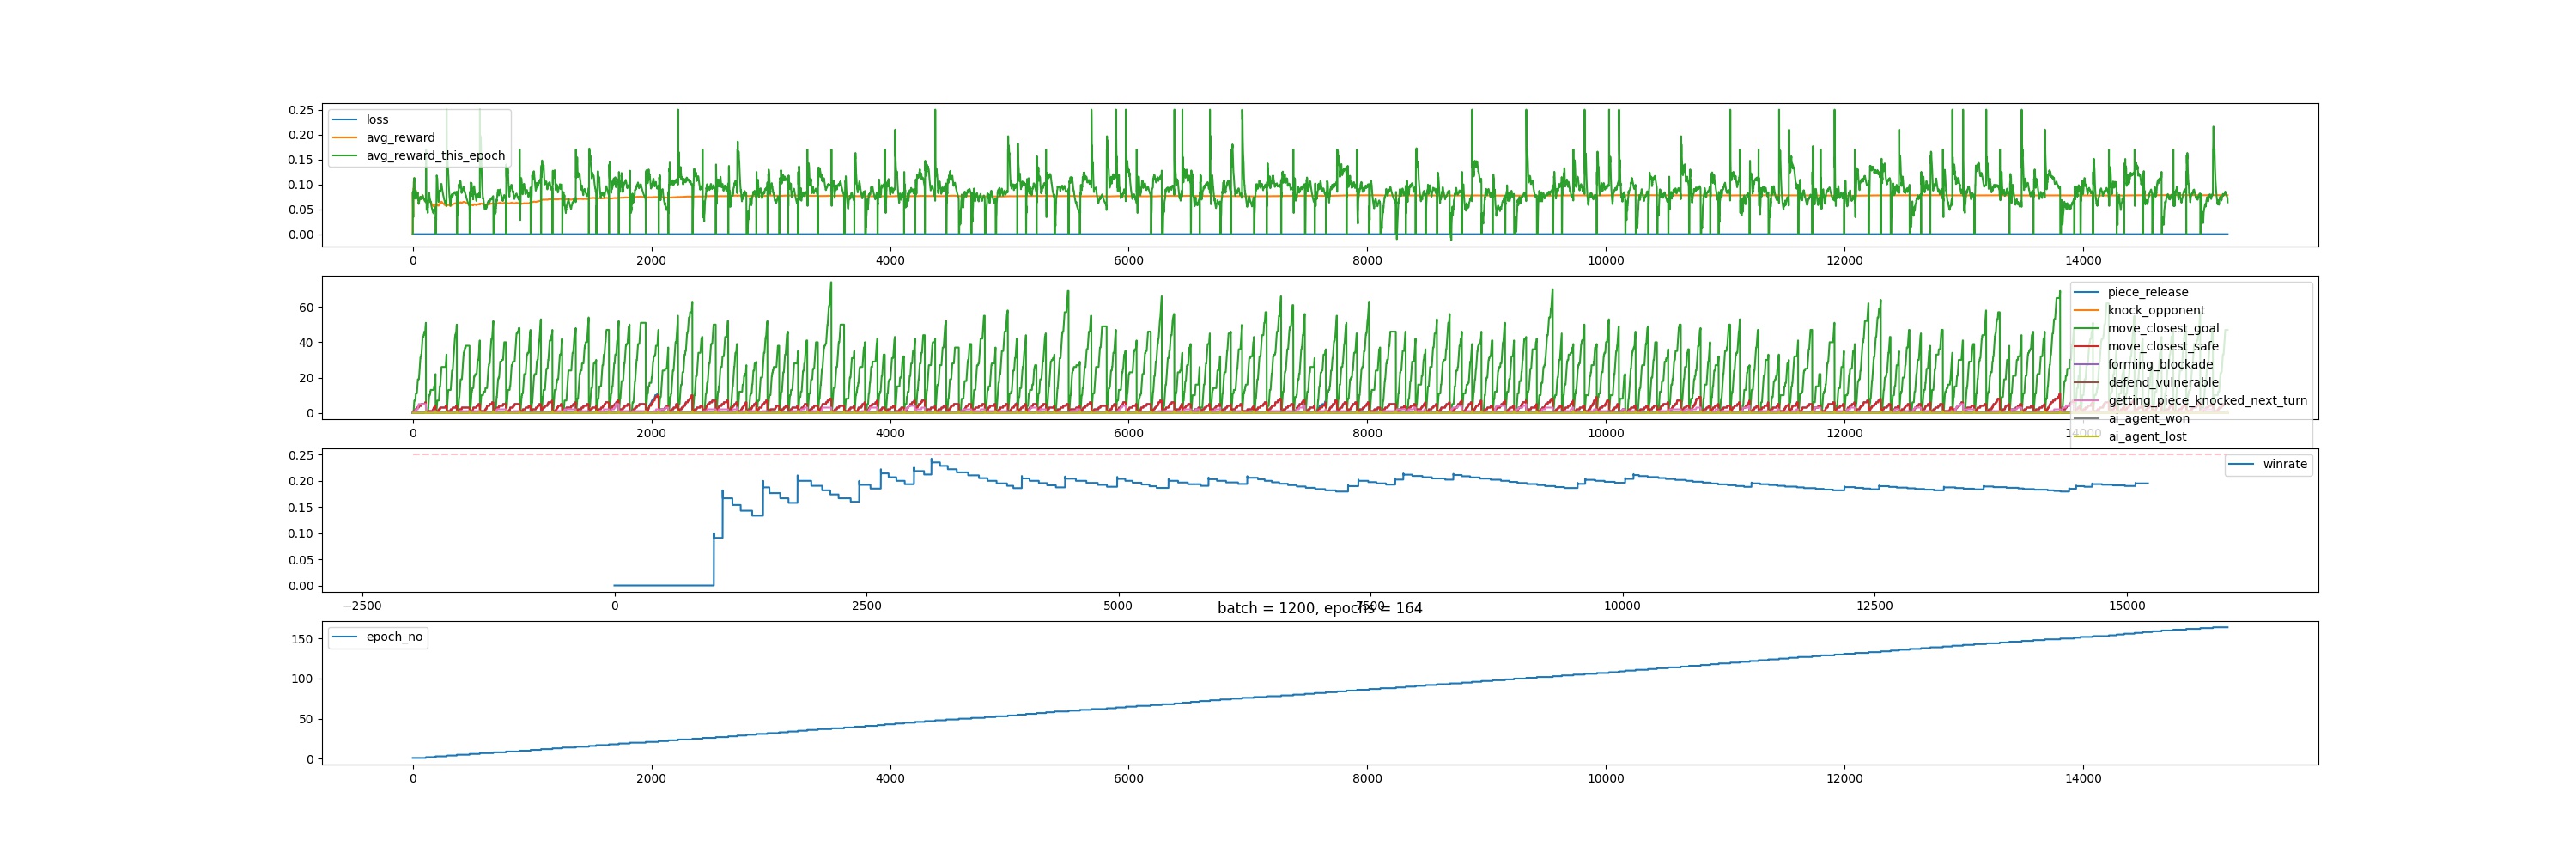 0.25
0.20
0.15
0.10
0.05
0.00
loss
avg_reward
avg_reward_this_epoch
0 2000 4000 6000 8000 10000 12000 14000
60
40
20
0
piece_release
knock_opponent
move_closest_goal
move_closest_safe
forming_blockade
defend_vulnerable
getting_piece_knocked_next_turn
ai_agent_won
ai_agent_lost
0 2000 4000 6000 8000 10000 12000 14000
0.25
0.20
0.15
0.10
0.05
0.00
winrate
−2500 0 2500 5000 7500 10000 12500 15000
batch = 1200, epochs = 164
150
100
50
0
epoch_no
0 2000 4000 6000 8000 10000 12000 14000